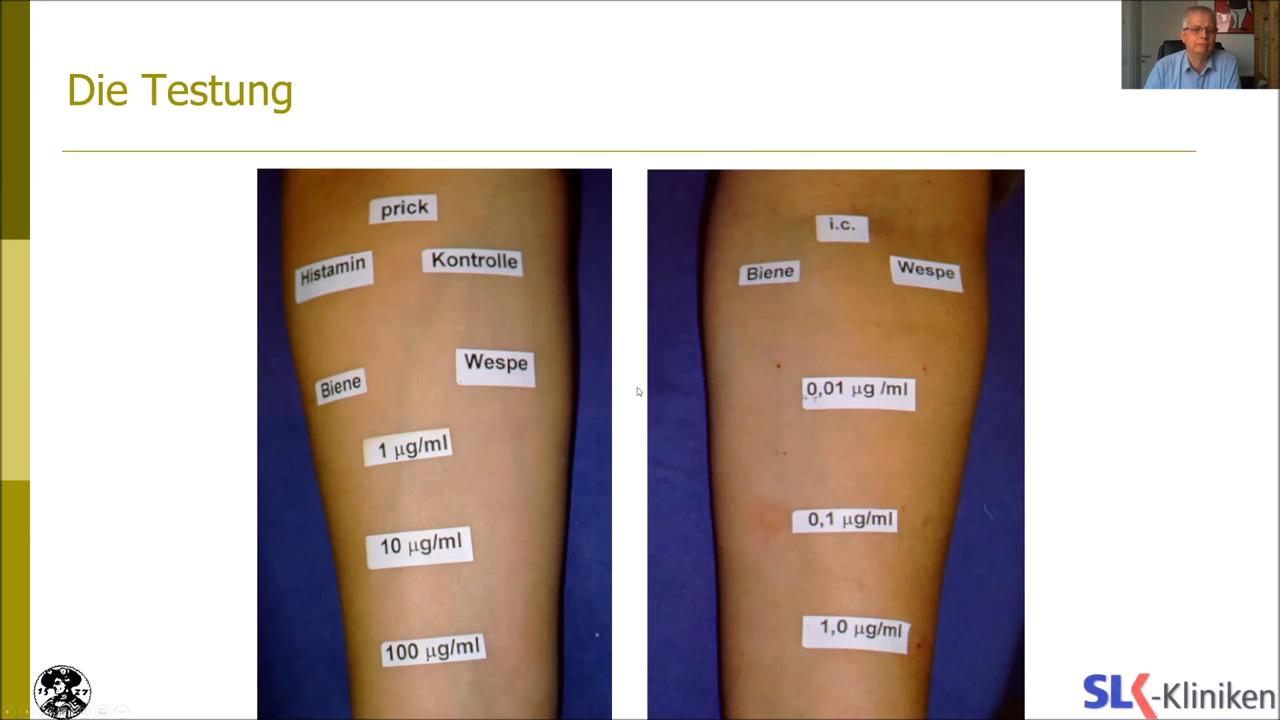 Die Testung
prick
Histamin
Kontrolle
Biene
Wespe
1 µg/ml
10 µg/ml
100 µg/ml
i.c.
Biene
Wespe
0,01 µg /ml
0,1 µg/ml
1,0 µg/ml
1527
SLK-Kliniken